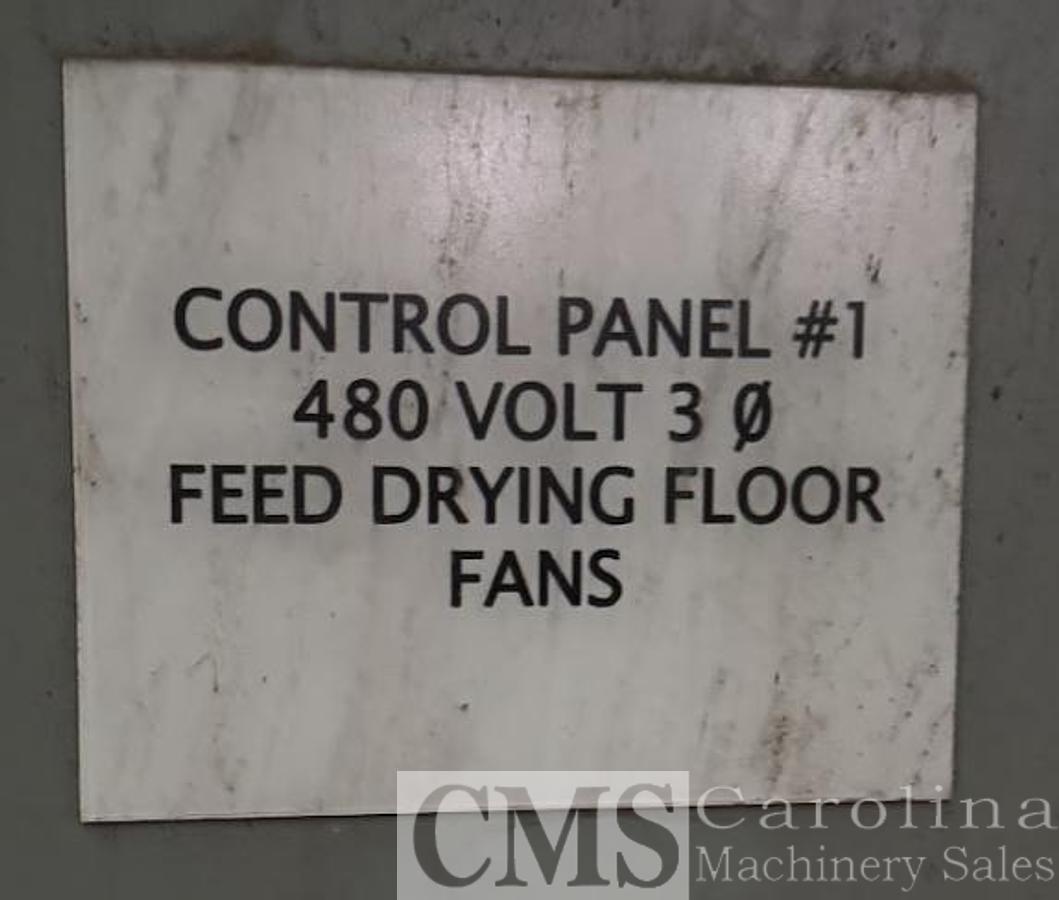 CONTROL PANEL #1
480 VOLT 3 Ø
FEED DRYING FLOOR
FANS
CMS Carolina
Machinery Sales